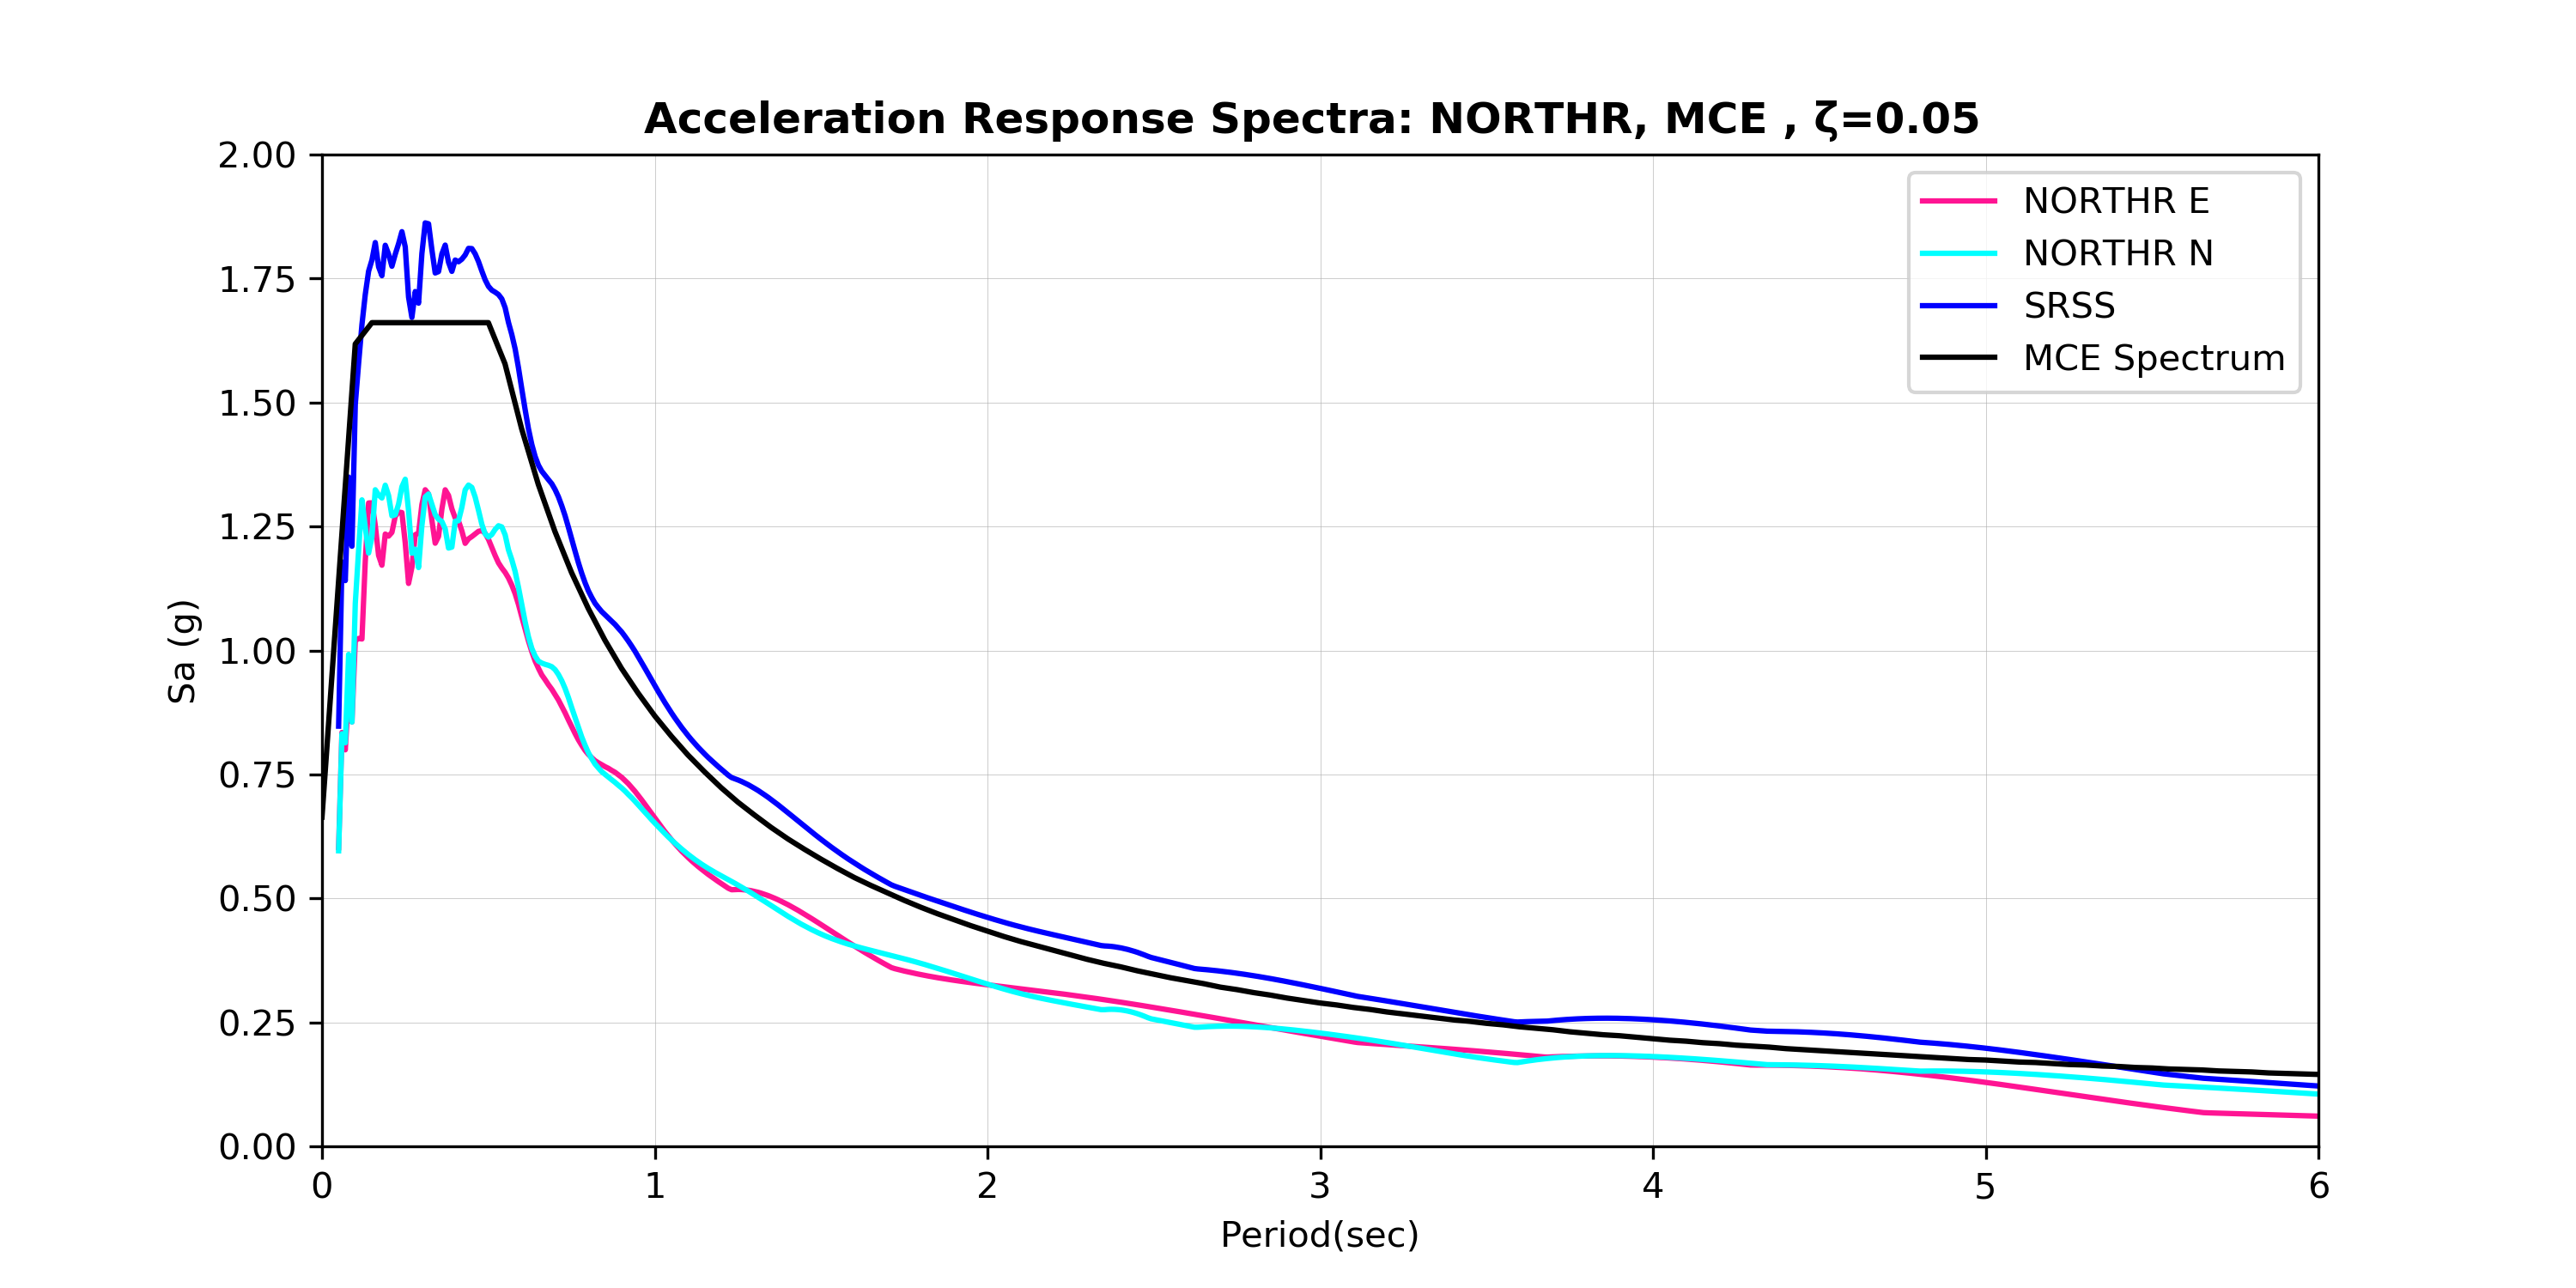 Acceleration Response Spectra: NORTHR, MCE , ζ=0.05
2.00
1.75
1.50
1.25
1.00
0.75
0.50
0.25
0.00
Sa (g)
NORTHR E
NORTHR N
SRSS
MCE Spectrum
0 1 2 3 4 5 6
Period(sec)